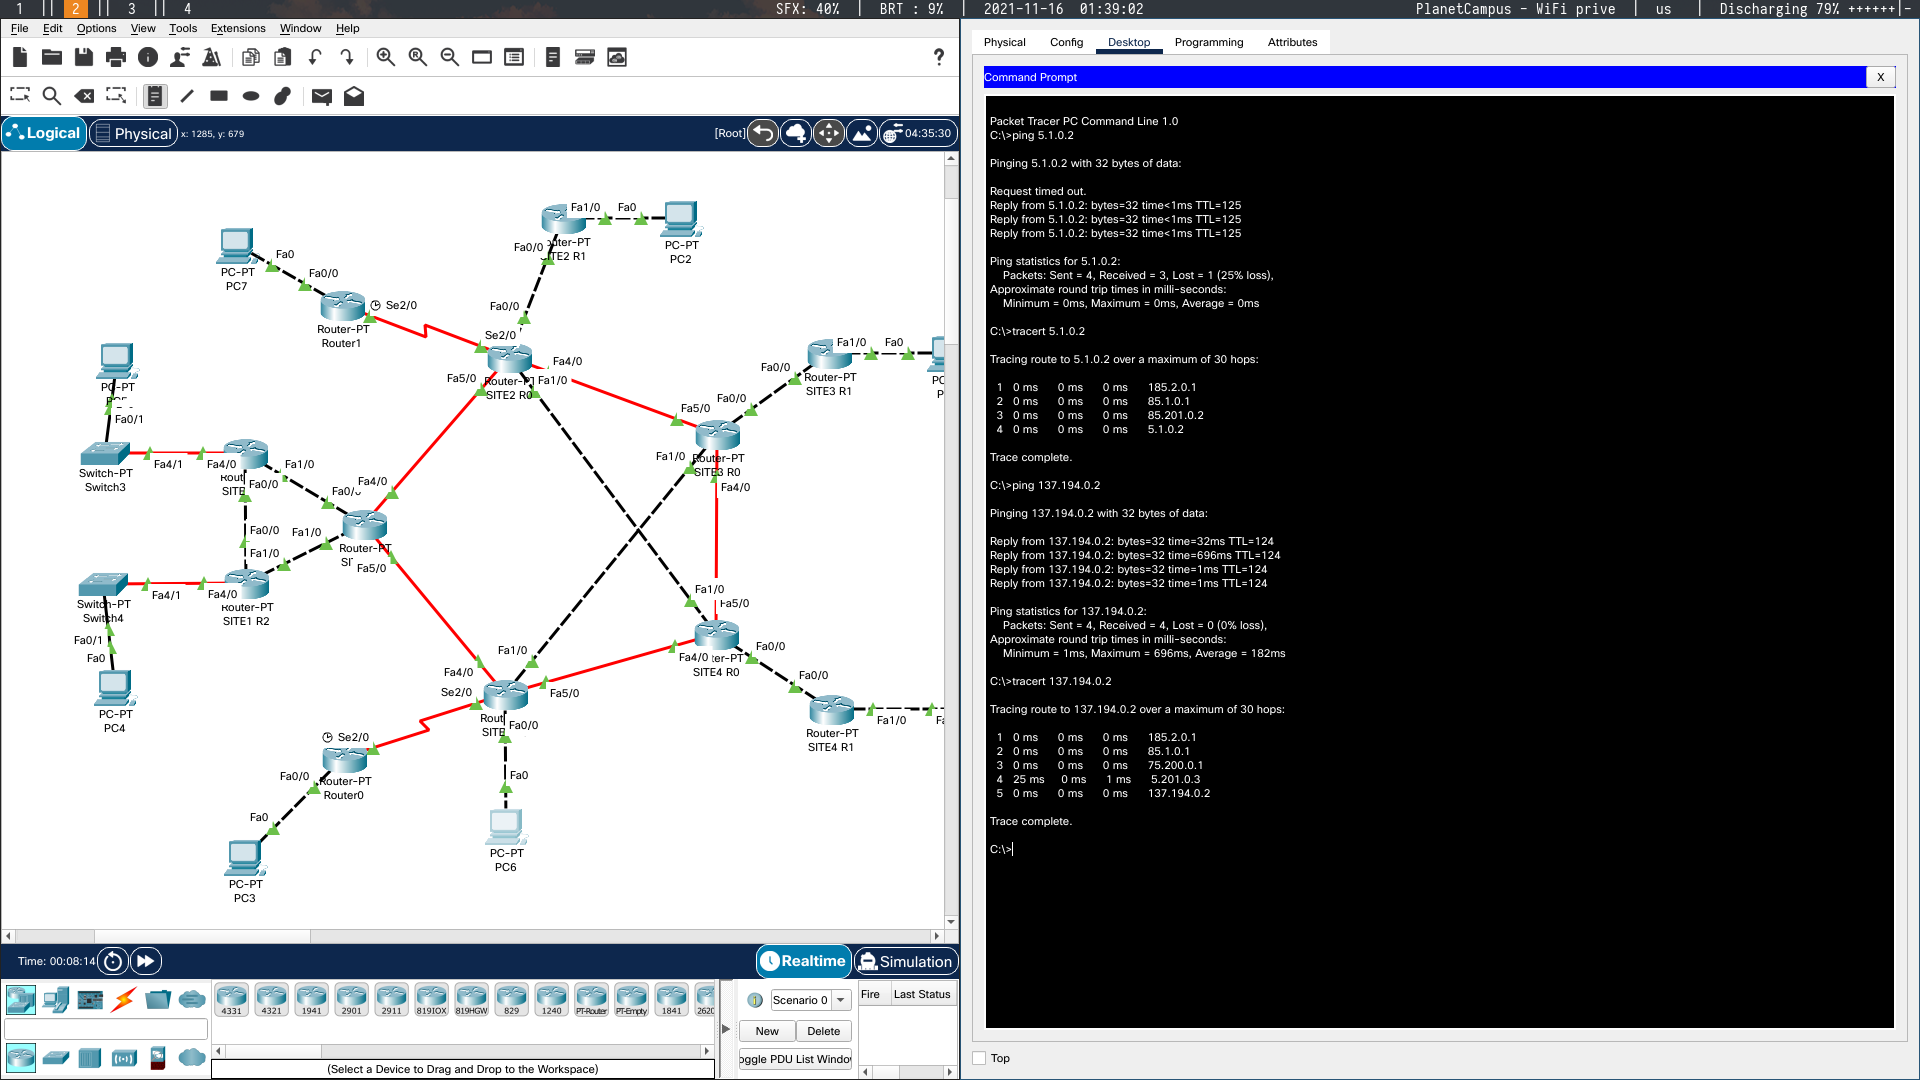 1 || 2 || 3 || 4
SFX: 40% | BRT : 9% | 2021-11-16 01:39:02
PlanetCampus - WiFi prive | us | Discharging 79% ++++++|-
File Edit Options View Tools Extensions Window Help
?
Logical Physical x: 1285, y: 679 [Root] 04:35:30
Fa1/0 Fa0
Router-PT
SITE2 R1
PC-PT
PC2
Fa0/0
Fa0/0
PC-PT
PC7
Fa0
Fa0/0
Se2/0
Router-PT
Router1
Se2/0
Fa4/0
Fa5/0
Router-PT
Fa1/0
SITE2 R0
PC-PT
Fa0/1
Fa4/1
Switch-PT
Switch3
Fa4/0
Rout
SITE
Fa1/0
Fa0/0
Fa0/0
Fa1/0
Fa1/0
Fa4/0
Router-PT
Fa5/0
Switch-PT
Switch4
Fa4/1
Fa4/0
Router-PT
SITE1 R2
Fa0/1
Fa0
PC-PT
PC4
Fa1/0 Fa0
Fa0/0
Router-PT
SITE3 R1
Fa0/0
Fa5/0
Fa1/0
Router-PT
SITE3 R0
Fa4/0
Fa1/0
Fa5/0
Fa4/0
SITE4 R0
Fa0/0
Fa0/0
Router-PT
SITE4 R1
Fa1/0
Fa1/0
Fa4/0
Se2/0
Fa5/0
Rout
SITE
Fa0/0
Fa0
PC-PT
PC6
Se2/0
Fa0/0
Router-PT
Router0
Fa0
PC-PT
PC3
Time: 00:08:14
Realtime Simulation
4331 4321 1941 2901 2911 819IOX 819HGW 829 1240 PT-Router PT-Empty 1841 2620
(Select a Device to Drag and Drop to the Workspace)
Scenario 0
New Delete
oggle PDU List Windo
Fire Last Status
Physical Config Desktop Programming Attributes
Command Prompt X
Packet Tracer PC Command Line 1.0
C:\>ping 5.1.0.2
Pinging 5.1.0.2 with 32 bytes of data:
Request timed out.
Reply from 5.1.0.2: bytes=32 time<1ms TTL=125
Reply from 5.1.0.2: bytes=32 time<1ms TTL=125
Reply from 5.1.0.2: bytes=32 time<1ms TTL=125
Ping statistics for 5.1.0.2:
Packets: Sent = 4, Received = 3, Lost = 1 (25% loss),
Approximate round trip times in milli-seconds:
Minimum = 0ms, Maximum = 0ms, Average = 0ms
C:\>tracert 5.1.0.2
Tracing route to 5.1.0.2 over a maximum of 30 hops:
1 0 ms 0 ms 0 ms 185.2.0.1
2 0 ms 0 ms 0 ms 85.1.0.1
3 0 ms 0 ms 0 ms 85.201.0.2
4 0 ms 0 ms 0 ms 5.1.0.2
Trace complete.
C:\>ping 137.194.0.2
Pinging 137.194.0.2 with 32 bytes of data:
Reply from 137.194.0.2: bytes=32 time=32ms TTL=124
Reply from 137.194.0.2: bytes=32 time=696ms TTL=124
Reply from 137.194.0.2: bytes=32 time=1ms TTL=124
Reply from 137.194.0.2: bytes=32 time=1ms TTL=124
Ping statistics for 137.194.0.2:
Packets: Sent = 4, Received = 4, Lost = 0 (0% loss),
Approximate round trip times in milli-seconds:
Minimum = 1ms, Maximum = 696ms, Average = 182ms
C:\>tracert 137.194.0.2
Tracing route to 137.194.0.2 over a maximum of 30 hops:
1 0 ms 0 ms 0 ms 185.2.0.1
2 0 ms 0 ms 0 ms 85.1.0.1
3 0 ms 0 ms 0 ms 75.200.0.1
4 25 ms 0 ms 1 ms 5.201.0.3
5 0 ms 0 ms 0 ms 137.194.0.2
Trace complete.
C:\>
Top